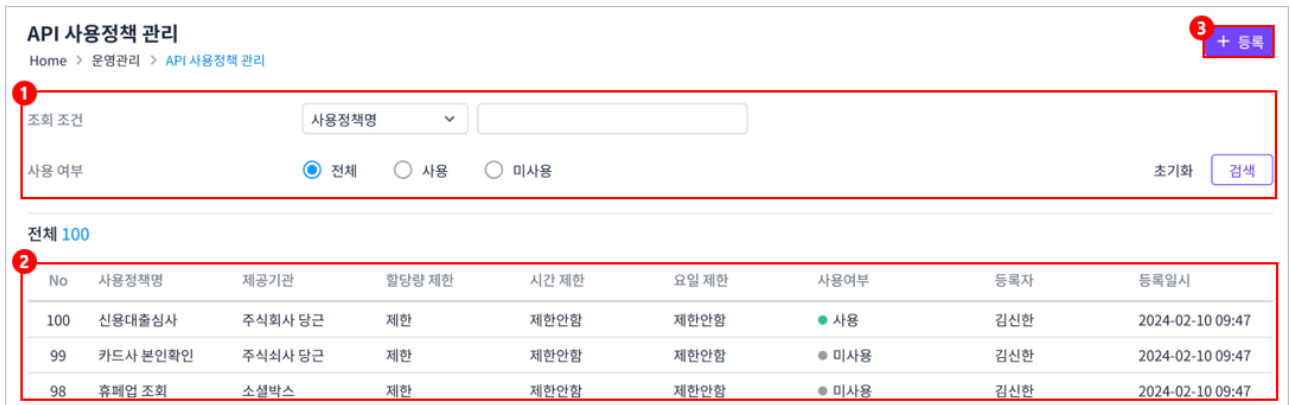 API 사용정책 관리
3
+ 등록
Home > 운영관리 > API 사용정책 관리
1
조회 조건 사용정책명
사용 여부 전체 사용 미사용 초기화 검색
전체 100
2
No 사용정책명 제공기관 할당량 제한 시간 제한 요일 제한 사용여부 등록자 등록일시
100 신용대출심사 주식회사 당근 제한 제한안함 제한안함 사용 김신한 2024-02-10 09:47
99 카드사 본인확인 주식쇠사 당근 제한 제한안함 제한안함 미사용 김신한 2024-02-10 09:47
98 휴페업 조회 소셜박스 제한 제한안함 제한안함 미사용 김신한 2024-02-10 09:47